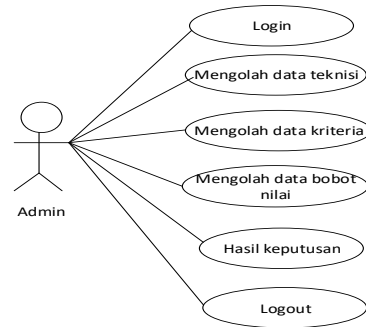 Login
Mengolah data teknisi
Mengolah data kriteria
Mengolah data bobot
nilai
Admin
Hasil keputusan
Logout